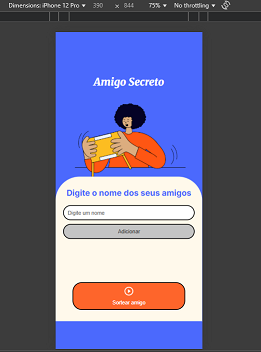 Dimensions: iPhone 12 Pro ▼ 390 × 844 75% ▼ No throttling ▼
Amigo Secreto
Digite o nome dos seus amigos
Digite um nome
Adicionar
Sortear amigo